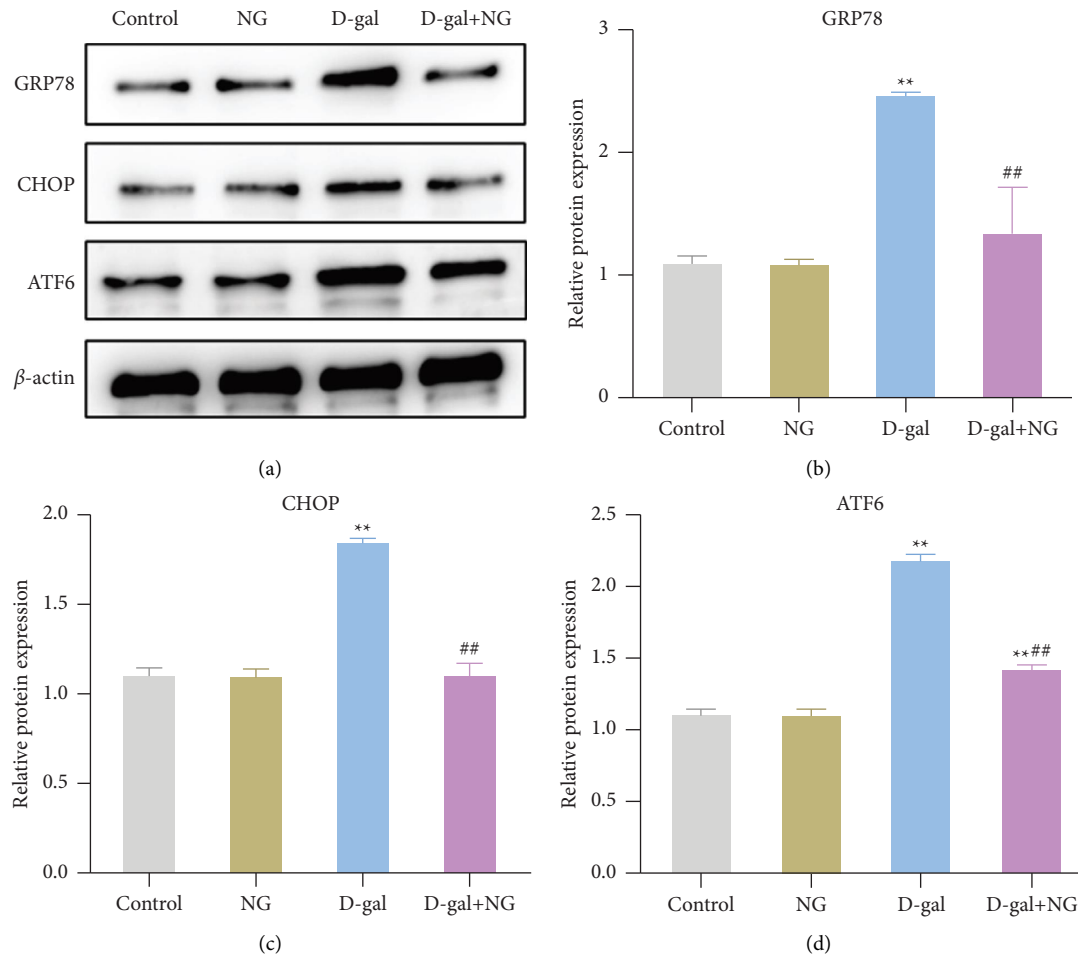 Control NG D-gal D-gal+NG
GRP78
CHOP
ATF6
β-actin
(a)
GRP78
Relative protein expression
3
2
1
0
**
##
Control NG D-gal D-gal+NG
(b)
CHOP
Relative protein expression
2.0
1.5
1.0
0.5
0.0
**
##
Control NG D-gal D-gal+NG
(c)
ATF6
Relative protein expression
2.5
2.0
1.5
1.0
0.5
0.0
**
**##
Control NG D-gal D-gal+NG
(d)